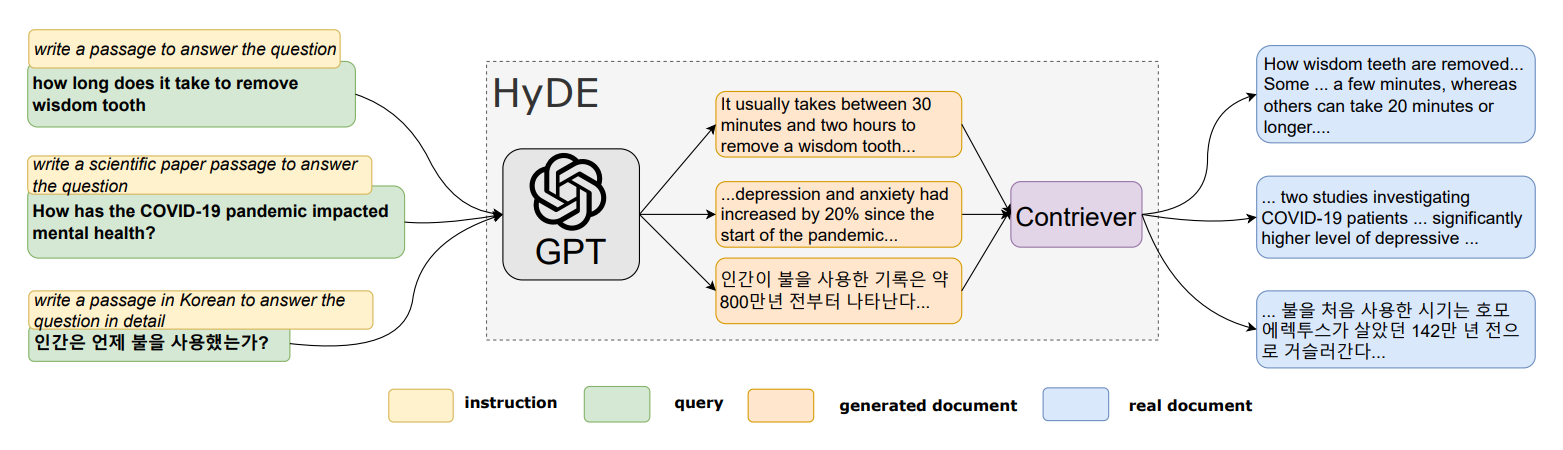 write a passage to answer the question
how long does it take to remove
wisdom tooth
write a scientific paper passage to answer
the question
How has the COVID-19 pandemic impacted
mental health?
write a passage in Korean to answer the
question in detail
인간은 언제 불을 사용했는가?
HyDE
GPT
It usually takes between 30
minutes and two hours to
remove a wisdom tooth...
...depression and anxiety had
increased by 20% since the
start of the pandemic...
인간이 불을 사용한 기록은 약
800만년 전부터 나타난다...
Contriever
How wisdom teeth are removed...
Some ... a few minutes, whereas
others can take 20 minutes or
longer....
... two studies investigating
COVID-19 patients ... significantly
higher level of depressive ...
... 불을 처음 사용한 시기는 호모
에렉투스가 살았던 142만 년 전으
로 거슬러간다...
instruction
query
generated document
real document